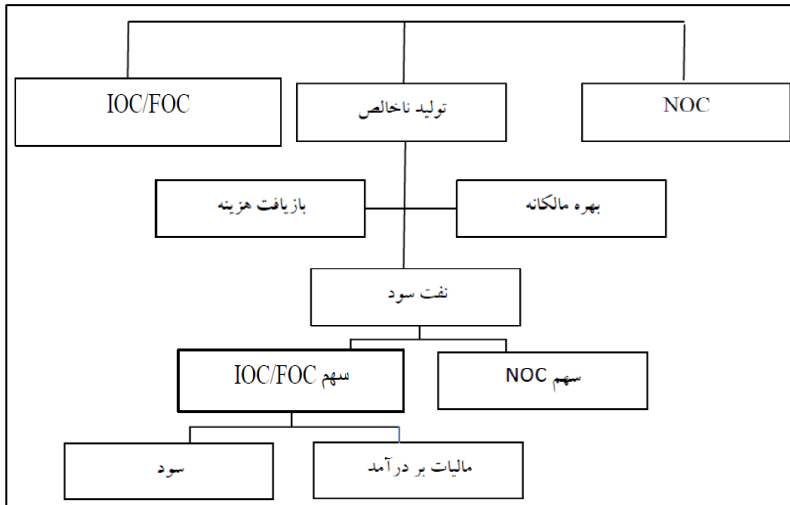 NOC
تولید ناخالص
IOC/FOC
بهره مالکانه
بازیافت هزینه
نفت سود
سهم NOC
سهم IOC/FOC
مالیات بر درآمد
سود